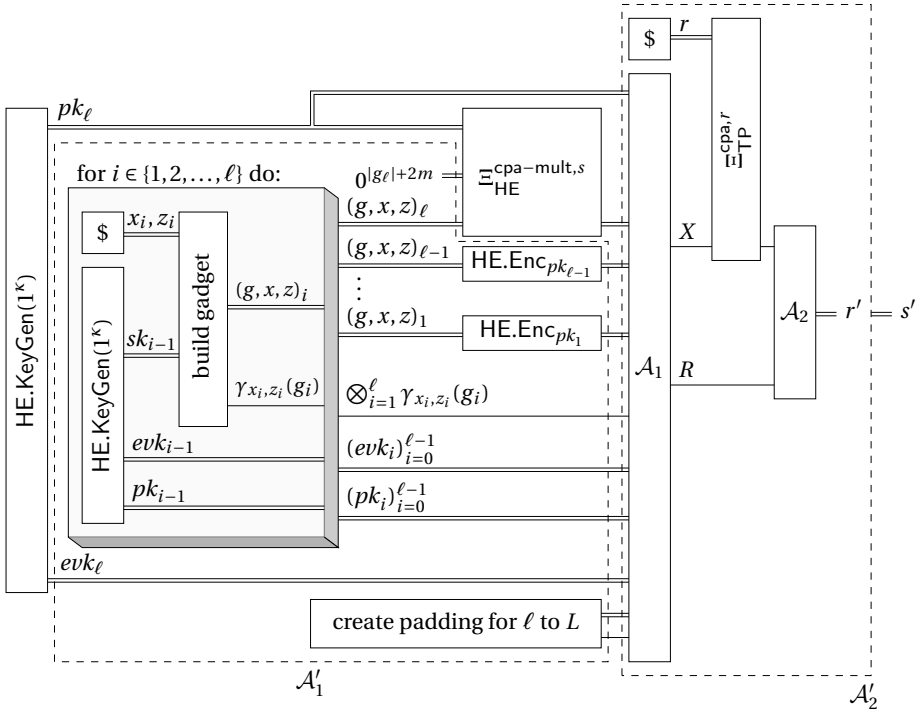 $ r
pk_ℓ
Ξ_TP^{cpa,r}
for i ∈ {1, 2, …, ℓ} do:
0^{|g_ℓ|+2m}
Ξ_HE^{cpa−mult,s}
HE.KeyGen(1^κ)
$ x_i, z_i
(g, x, z)_ℓ
X
build gadget
(g, x, z)_{ℓ−1}
HE.Enc_{pk_{ℓ−1}}
(g, x, z)_i
⋮
HE.KeyGen(1^κ)
(g, x, z)_1
HE.Enc_{pk_1}
A_2
r′
s′
sk_{i−1}
A_1
R
γ_{x_i,z_i}(g_i)
⊗_{i=1}^{ℓ} γ_{x_i,z_i}(g_i)
evk_{i−1}
(evk_i)_{i=0}^{ℓ−1}
pk_{i−1}
(pk_i)_{i=0}^{ℓ−1}
evk_ℓ
create padding for ℓ to L
A′_1
A′_2